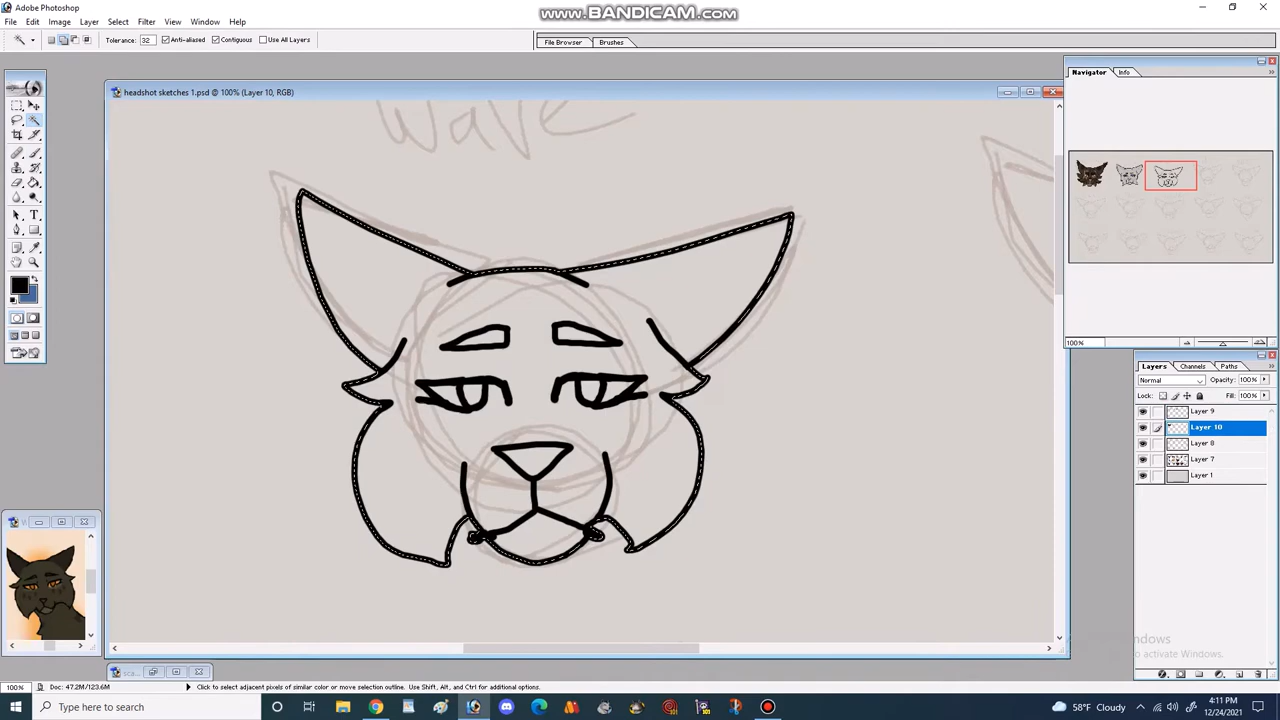 Adobe Photoshop
WWW.BANDICAM.COM
File Edit Image Layer Select Filter View Window Help
Tolerance: 32 Anti-aliased Contiguous Use All Layers
File Browser Brushes
headshot sketches 1.psd @ 100% (Layer 10, RGB)
wave
Navigator Info
100%
Layers Channels Paths
Normal Opacity: 100%
Lock: Fill: 100%
Layer 9
Layer 10
Layer 8
Layer 7
Layer 1
to activate Windows.
100% Doc: 47.2M/123.6M Click to select adjacent pixels of similar color or move selection outline. Use Shift, Alt, and Ctrl for additional options.
Type here to search
58°F Cloudy
4:11 PM
12/24/2021